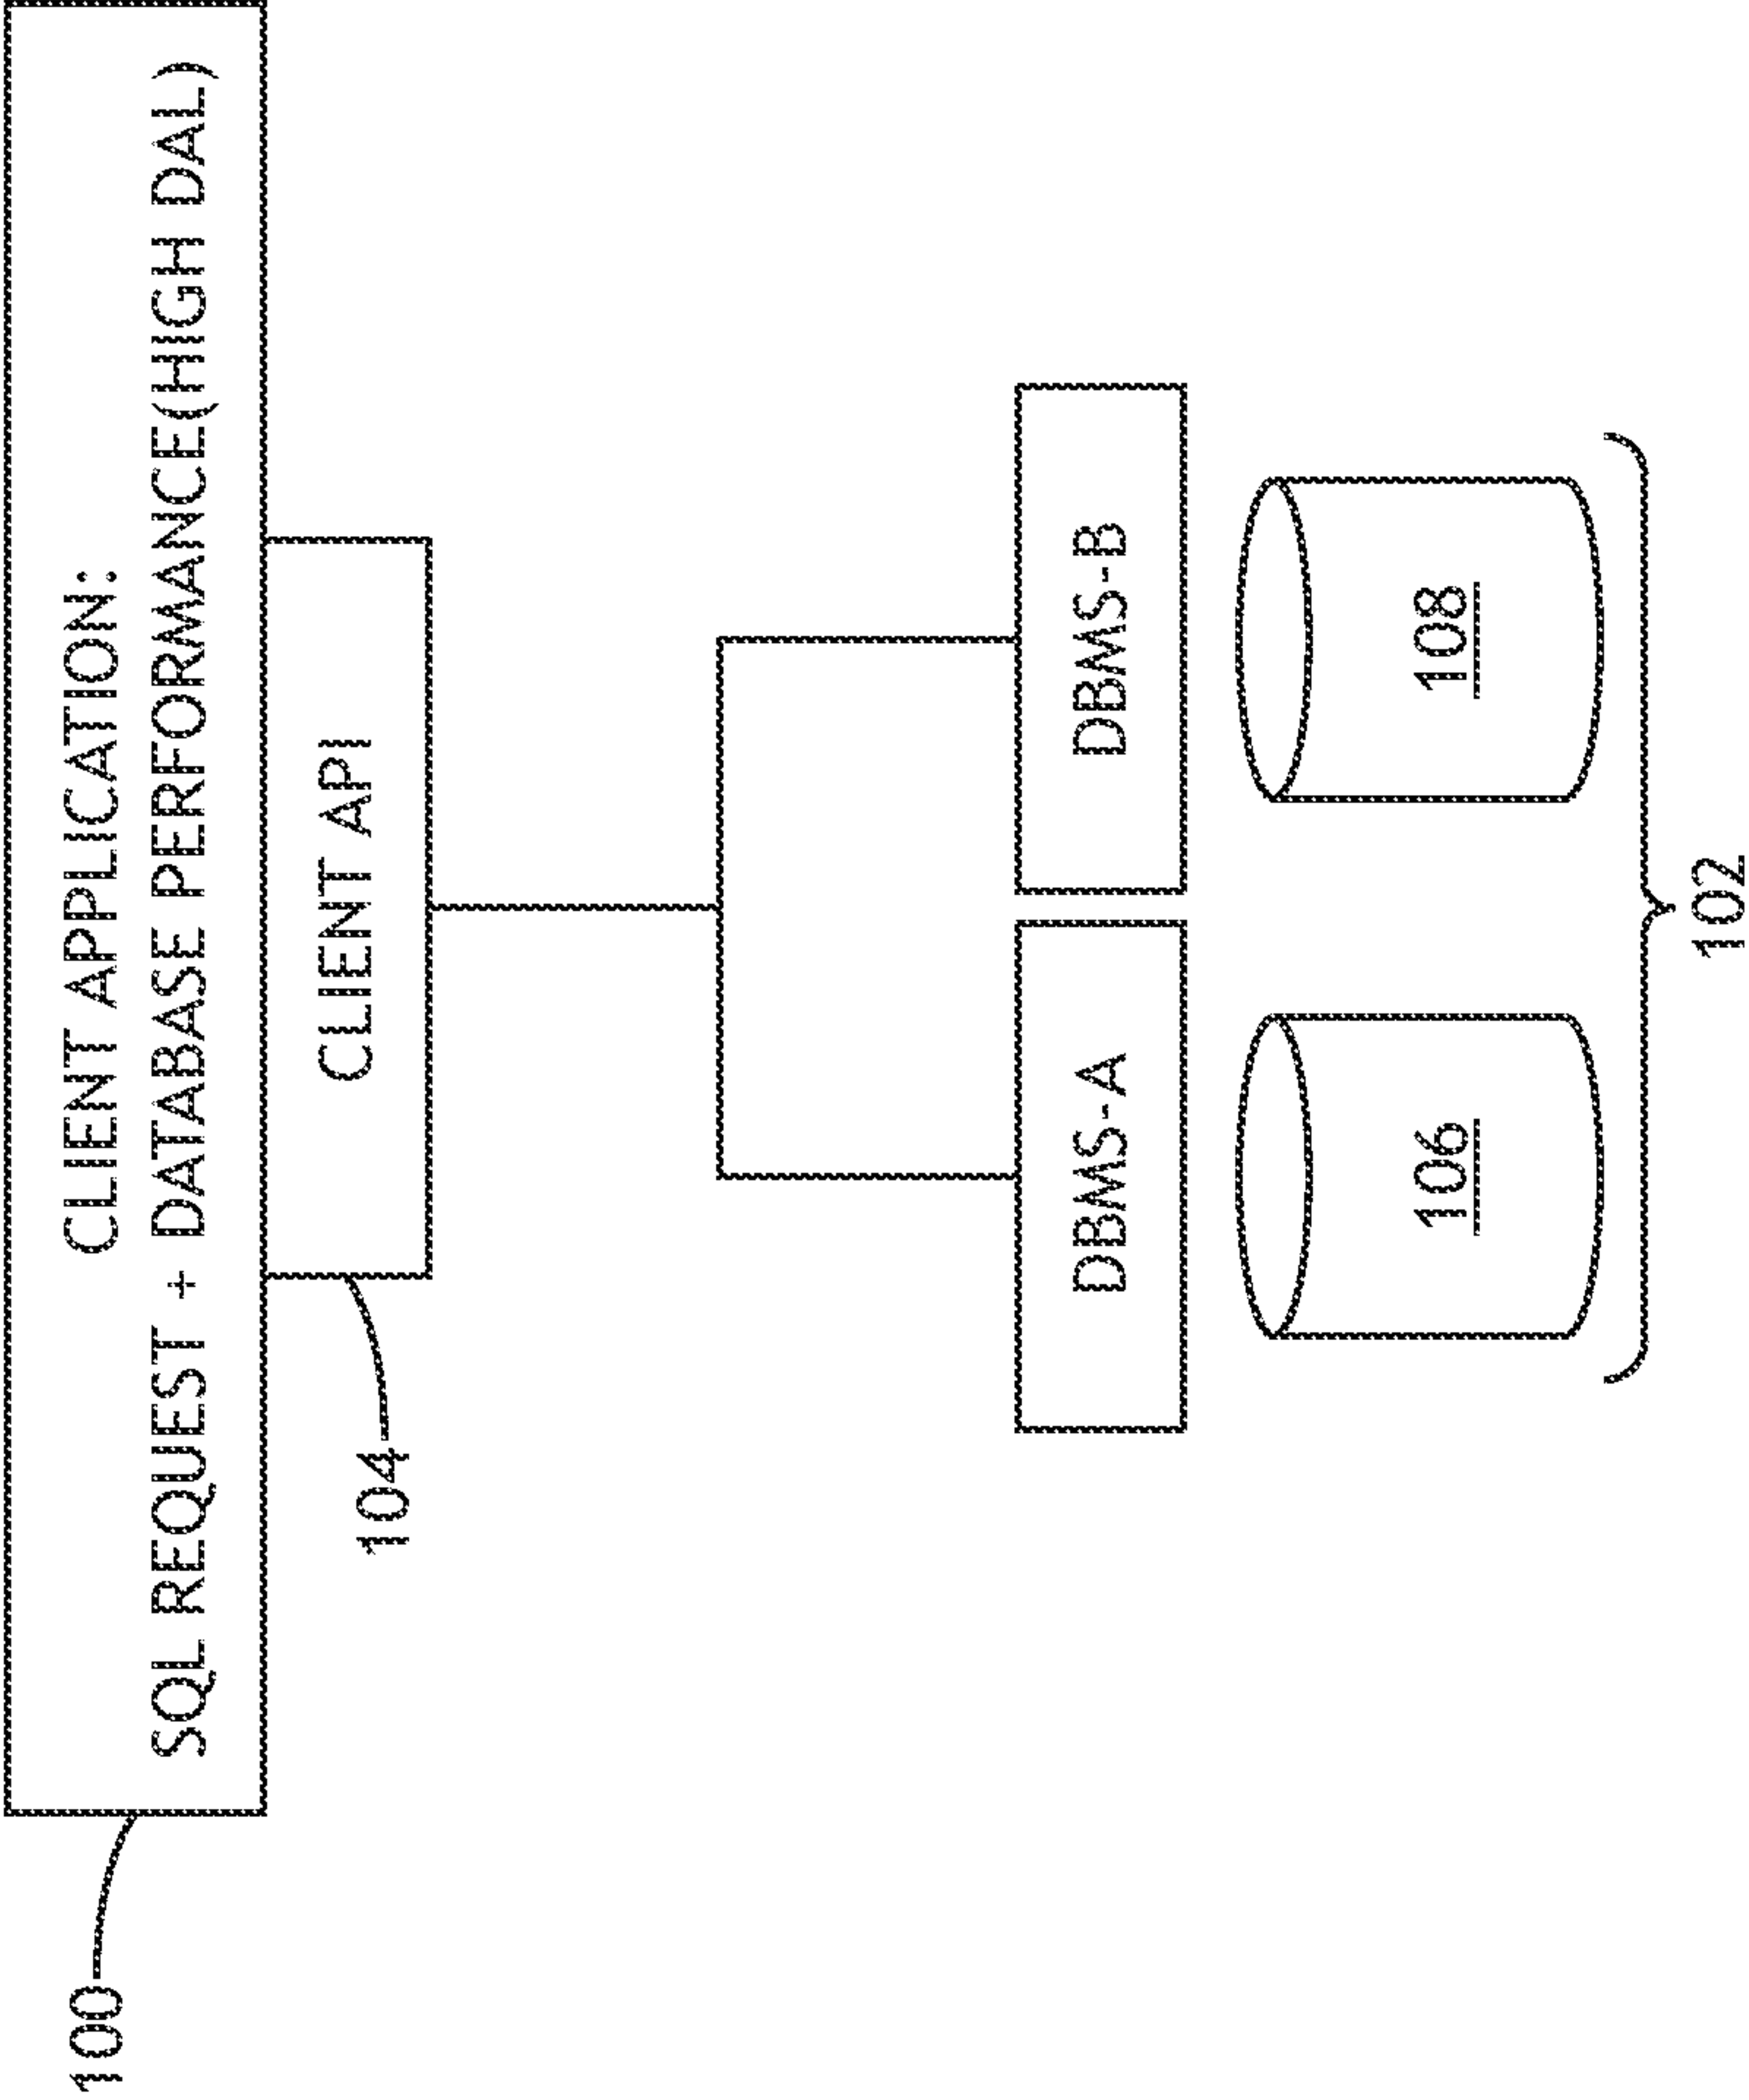 CLIENT APPLICATION:
SQL REQUEST + DATABASE PERFORMANCE(HIGH DAL)
100
CLIENT API
104
DBMS-A
DBMS-B
106
108
102